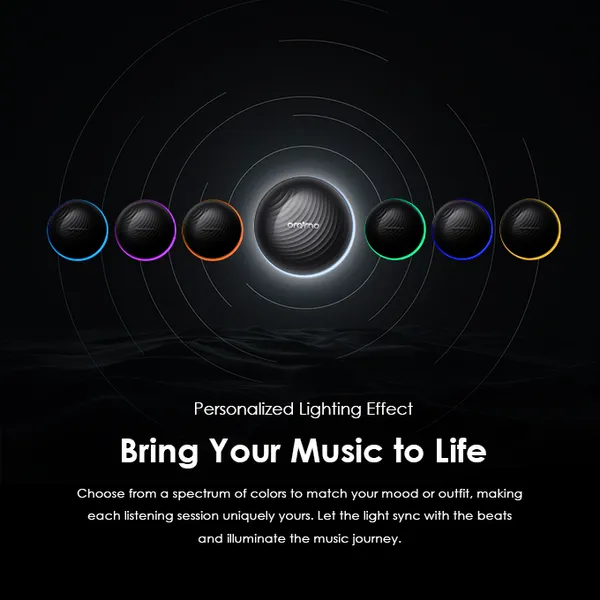 oraimo
Personalized Lighting Effect
Bring Your Music to Life
Choose from a spectrum of colors to match your mood or outfit, making
each listening session uniquely yours. Let the light sync with the beats
and illuminate the music journey.